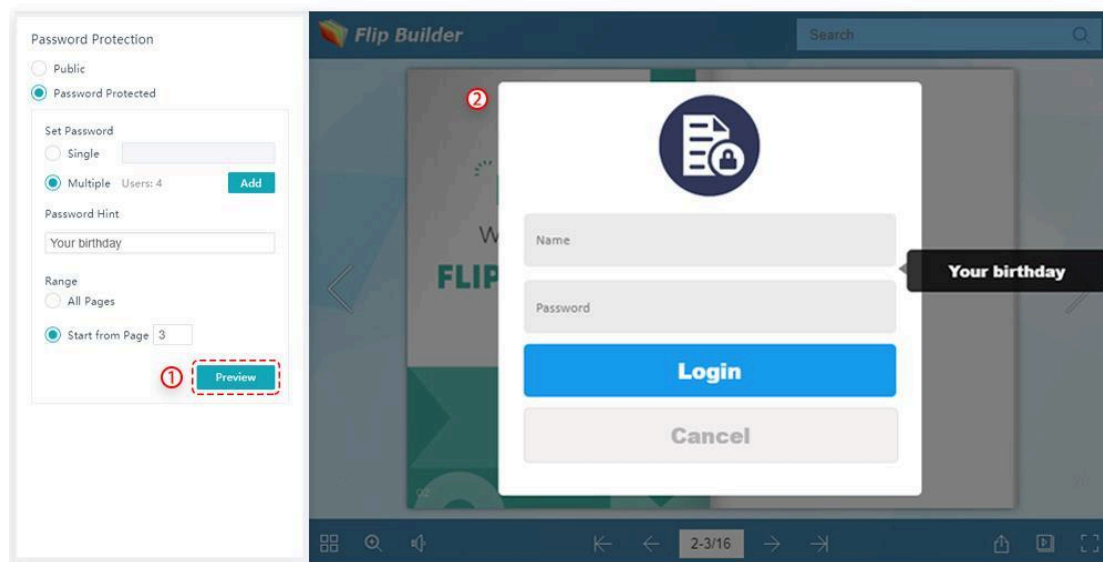 Password Protection
Public
Password Protected
Set Password
Single
Multiple Users: 4 Add
Password Hint
Your birthday
Range
All Pages
Start from Page 3
① Preview
Flip Builder
Search
②
W
FLIP
Name
Password
Your birthday
Login
Cancel
02
2-3/16